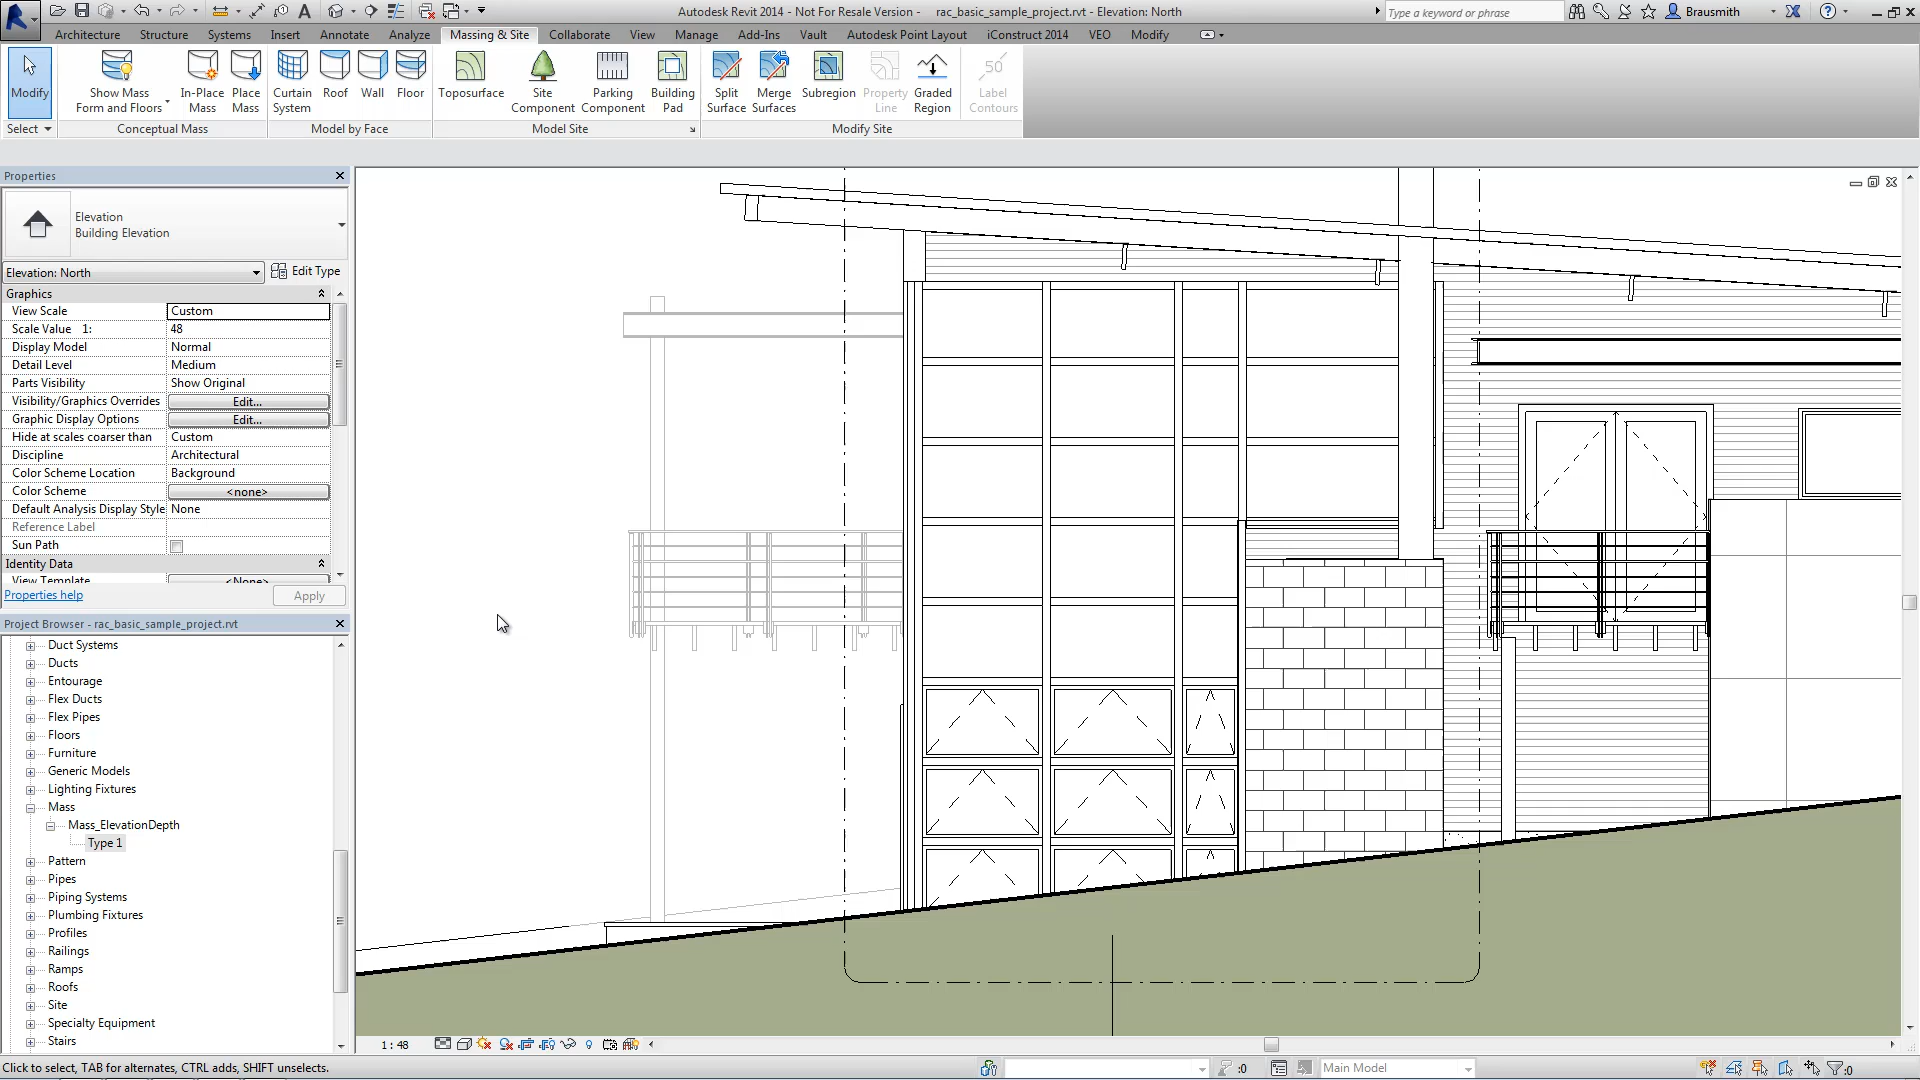 Autodesk Revit 2014 - Not For Resale Version -    rac_basic_sample_project.rvt - Elevation: North
Type a keyword or phrase
Brausmith
Architecture Structure Systems Insert Annotate Analyze Massing & Site Collaborate View Manage Add-Ins Vault Autodesk Point Layout iConstruct 2014 VEO Modify
Modify
Show Mass Form and Floors
In-Place Mass
Place Mass
Curtain System
Roof
Wall
Floor
Toposurface
Site Component
Parking Component
Building Pad
Split Surface
Merge Surfaces
Subregion
Property Line
Graded Region
50
Label Contours
Select
Conceptual Mass
Model by Face
Model Site
Modify Site
Properties
Elevation
Building Elevation
Elevation: North
Edit Type
Graphics
View Scale Custom
Scale Value 1: 48
Display Model Normal
Detail Level Medium
Parts Visibility Show Original
Visibility/Graphics Overrides Edit...
Graphic Display Options Edit...
Hide at scales coarser than Custom
Discipline Architectural
Color Scheme Location Background
Color Scheme <none>
Default Analysis Display Style None
Reference Label
Sun Path
Identity Data
View Template <None>
Properties help
Apply
Project Browser - rac_basic_sample_project.rvt
Duct Systems
Ducts
Entourage
Flex Ducts
Flex Pipes
Floors
Furniture
Generic Models
Lighting Fixtures
Mass
Mass_ElevationDepth
Type 1
Pattern
Pipes
Piping Systems
Plumbing Fixtures
Profiles
Railings
Ramps
Roofs
Site
Specialty Equipment
Stairs
1 : 48
Click to select, TAB for alternates, CTRL adds, SHIFT unselects.
:0
Main Model
:0